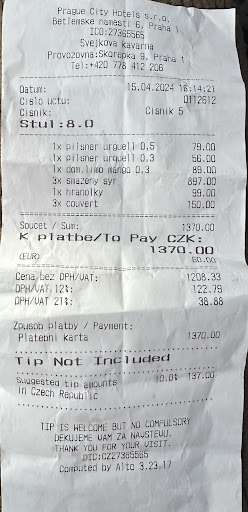 Prague City Hotels s.r.o.
Betlemske namesti 6, Praha 1
ICO:27365565
Svejkova kavarna
Provozovna:Skorepka 9, Praha 1
Tel:+420 778 412 206
Datum: 15.04.2024 16:14:21
Cislo uctu: 0112612
Cisnik: Cisnik 5
Stul:8.0
1x pilsner urquell 0,5 79.00
1x pilsner urquell 0.3 56.00
1x dom.limo mango 0,3 89.00
3x smazeny syr 897.00
1x hranolky 99.00
3x couvert 150.00
Soucet / Sum: 1370.00
K platbe/To Pay CZK:
1370.00
(EUR)
Cena bez DPH/VAT: 1208.33
DPH/VAT 12%: 122.79
DPH/VAT 21%: 38.88
Zpusob platby / Payment:
Platebni karta 1370.00
Tip Not Included
Suggested tip amounts 10.0% 137.00
in Czech Republic
TIP IS WELCOME BUT NO COMPULSORY
DEKUJEME VAM ZA NAVSTEVU.
THANK YOU FOR YOUR VISIT.
DIC:CZ27365565
Computed by Alto 3.23.17